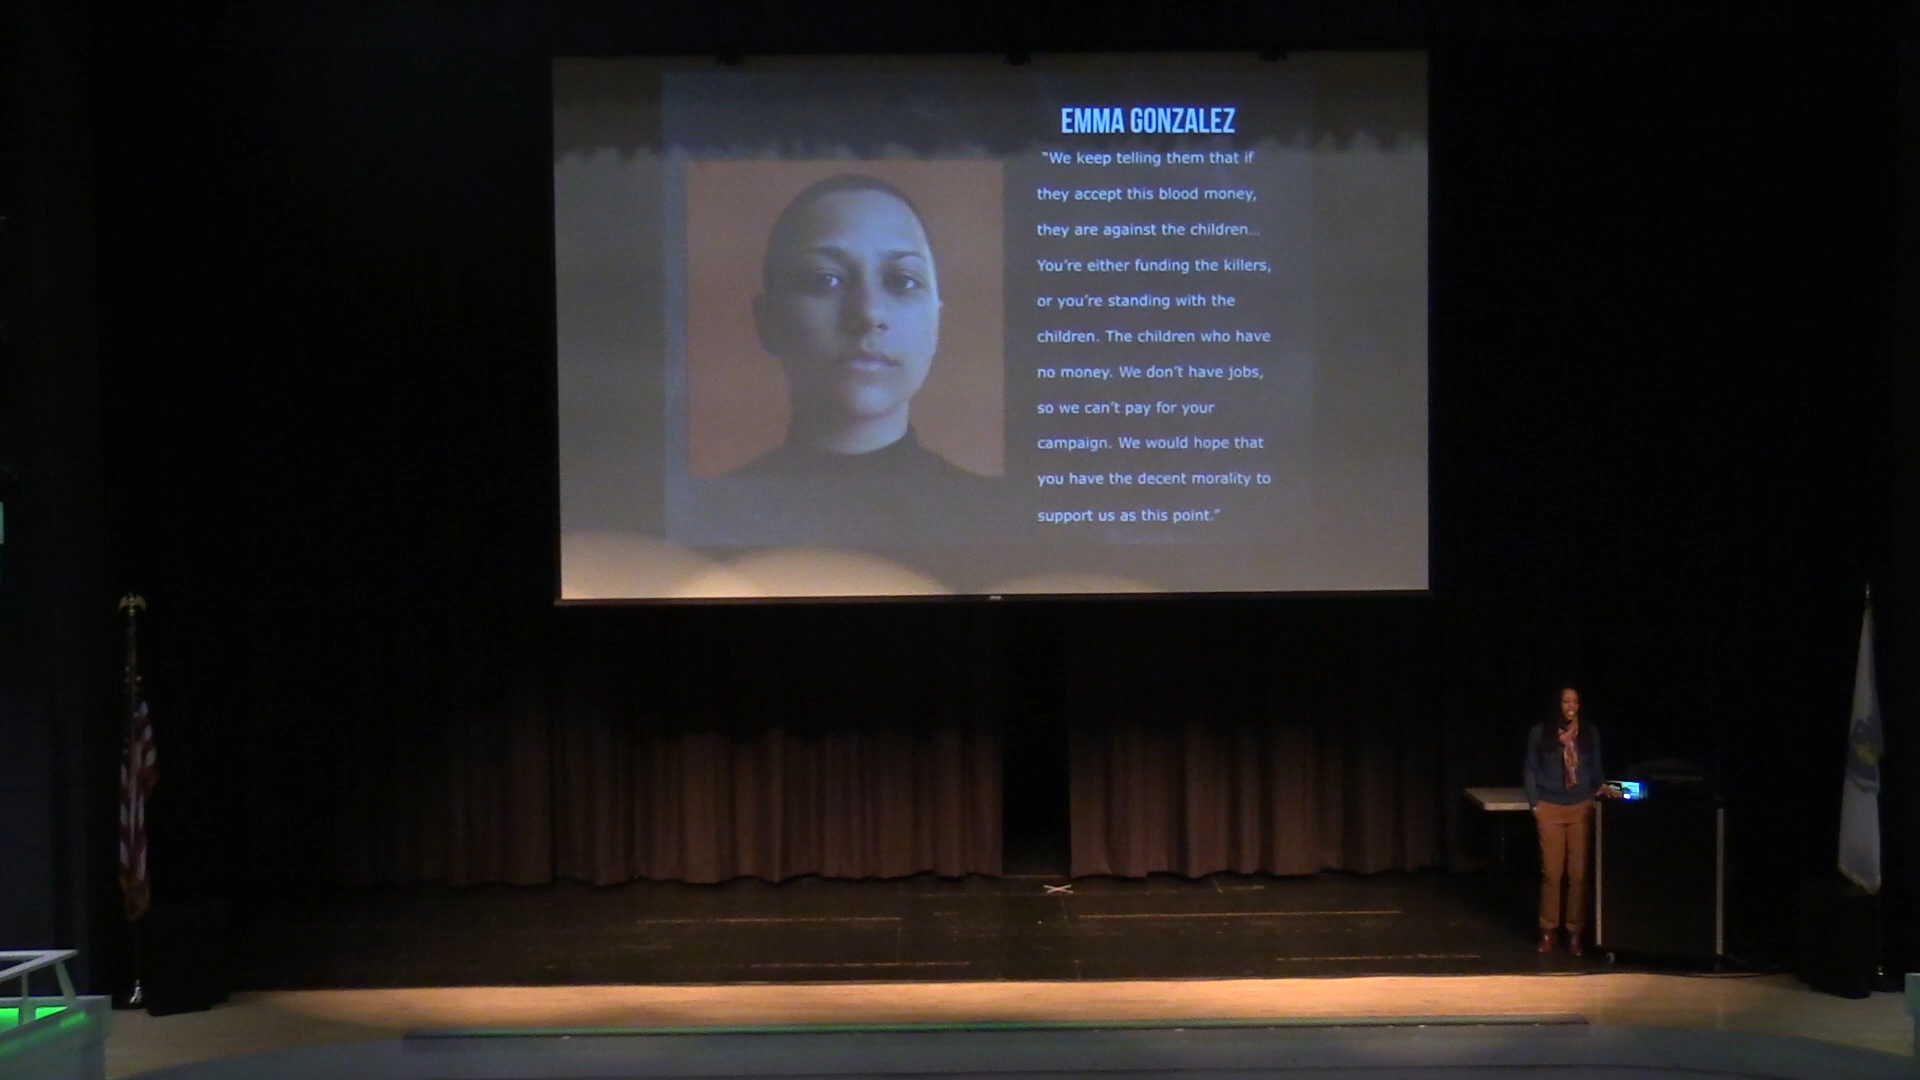 EMMA GONZALEZ
“We keep telling them that if
they accept this blood money,
they are against the children...
You’re either funding the killers,
or you’re standing with the
children. The children who have
no money. We don’t have jobs,
so we can’t pay for your
campaign. We would hope that
you have the decent morality to
support us as this point.”